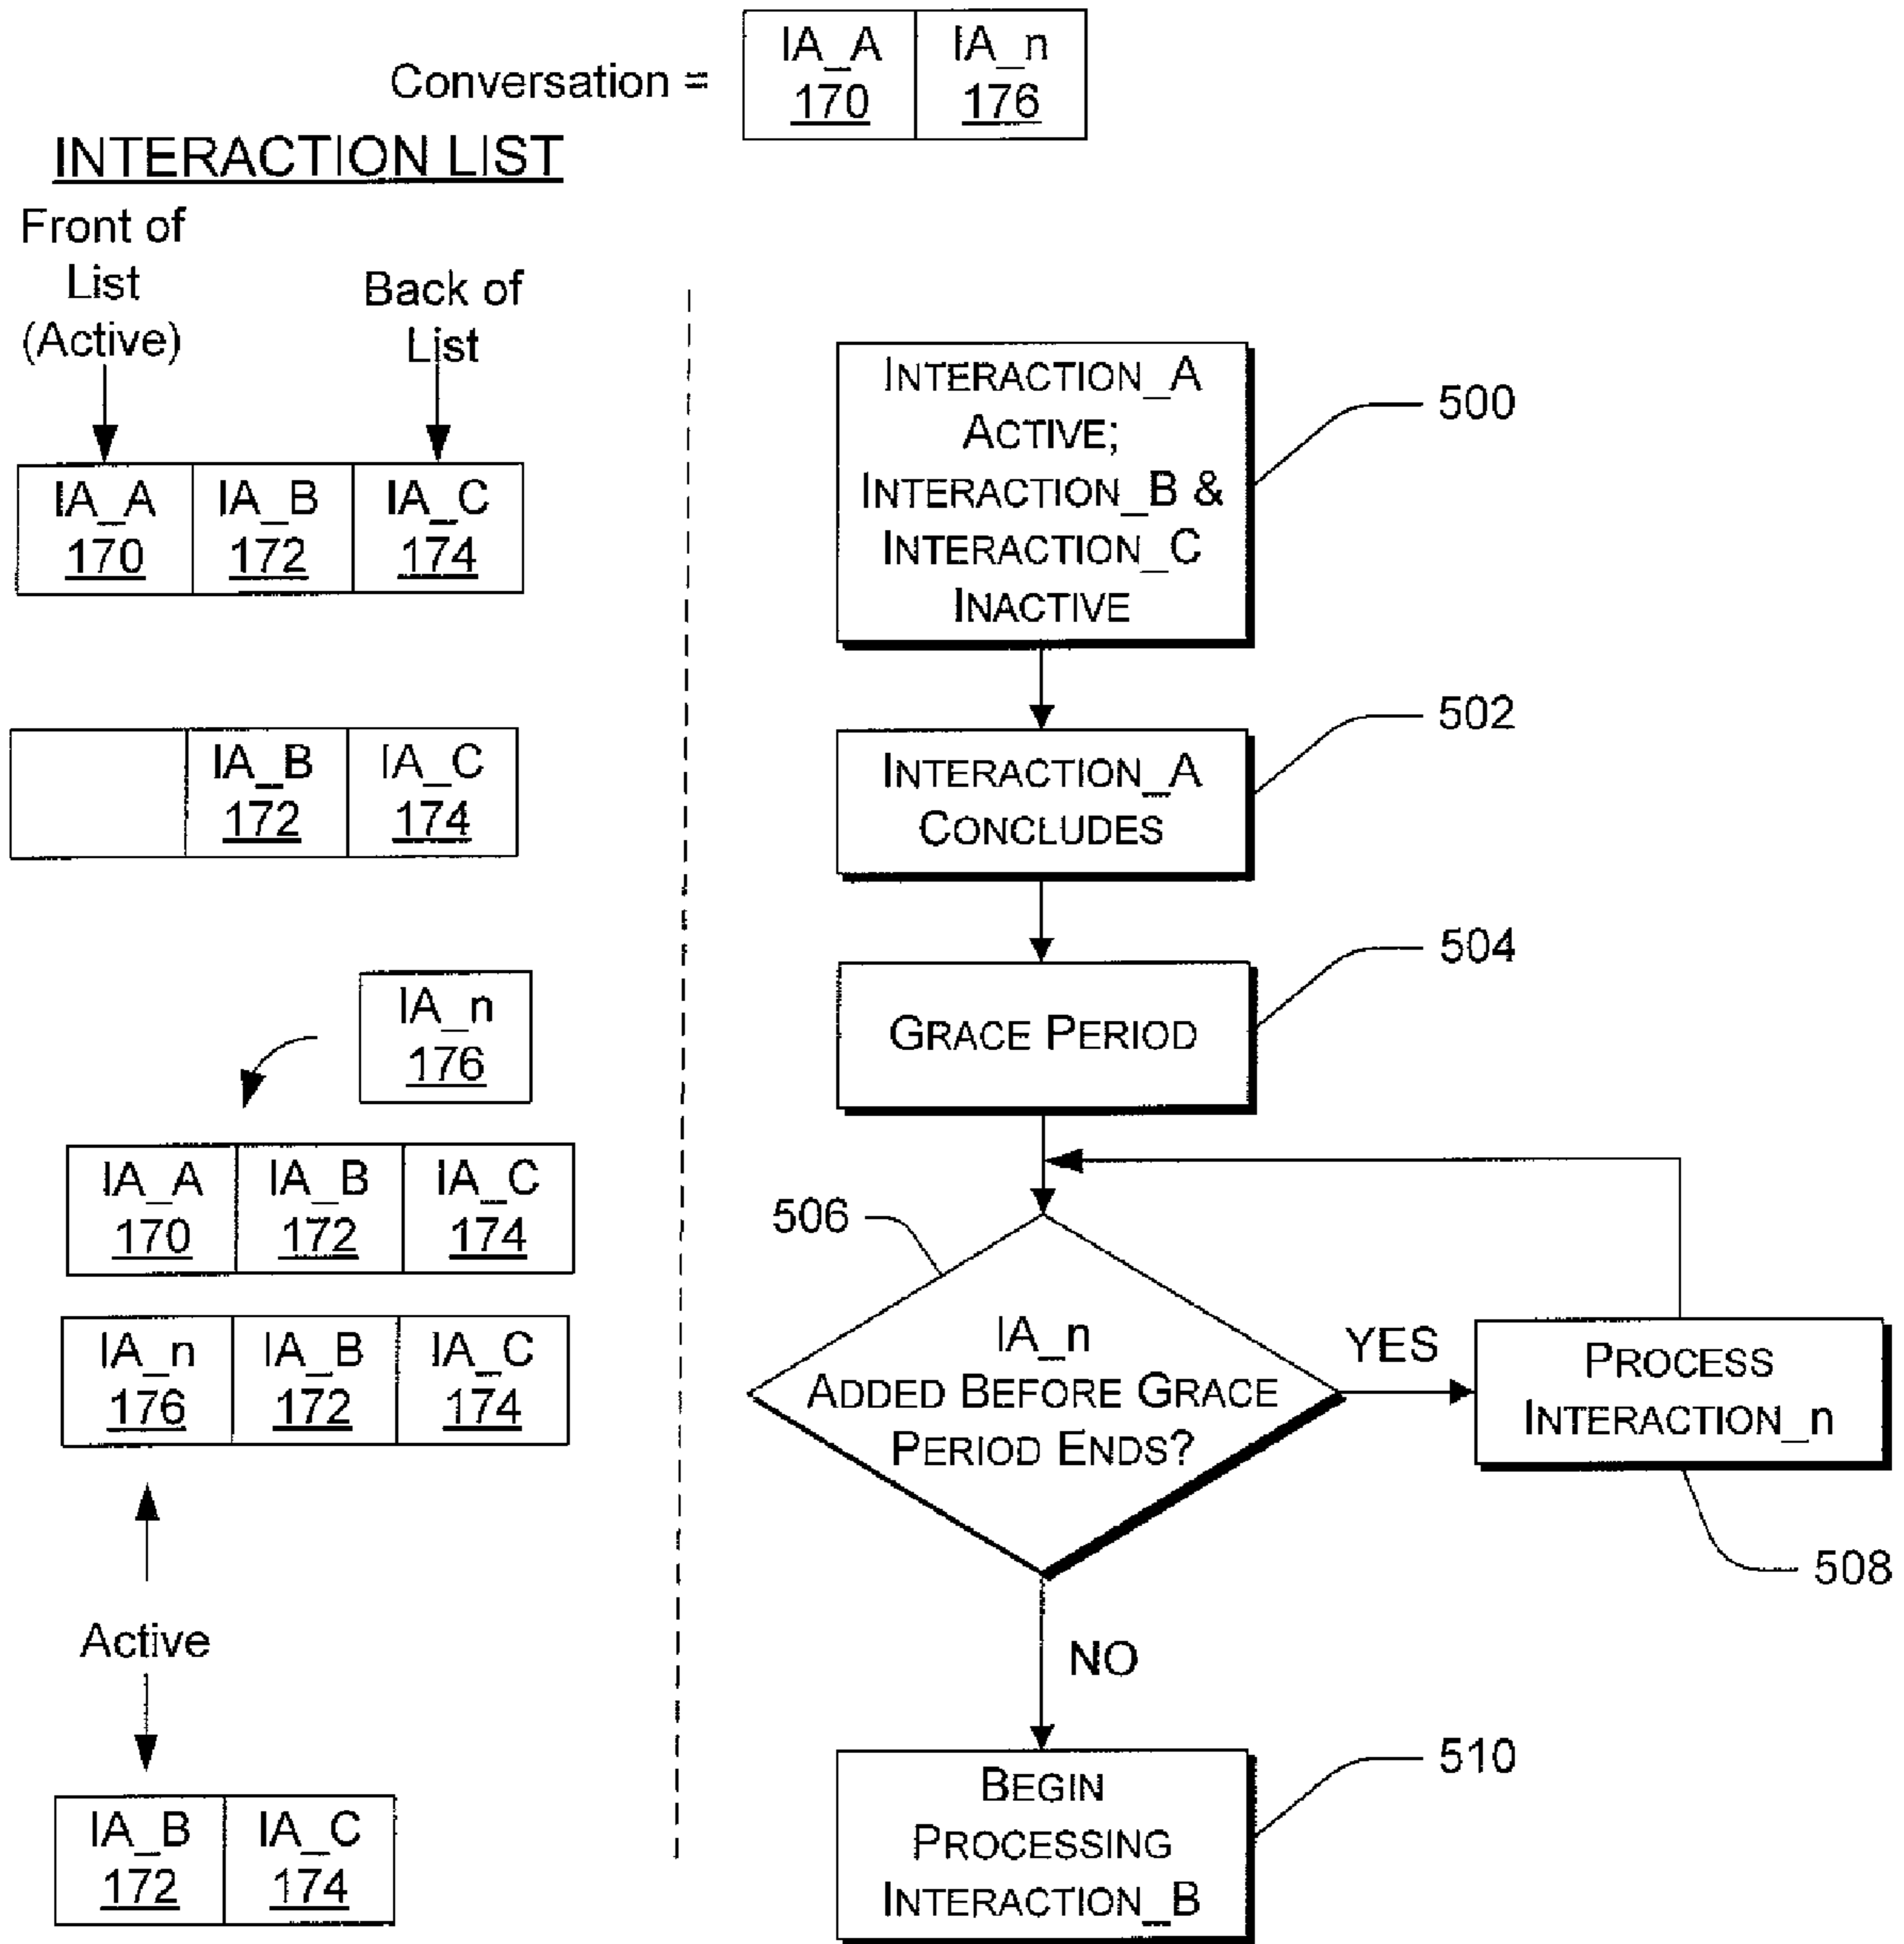 Conversation =
IA_A
170
IA_n
176
INTERACTION LIST
Front of
List
(Active)
Back of
List
IA_A
170
IA_B
172
IA_C
174
IA_B
172
IA_C
174
IA_n
176
IA_A
170
IA_B
172
IA_C
174
IA_n
176
IA_B
172
IA_C
174
Active
IA_B
172
IA_C
174
INTERACTION_A
ACTIVE;
INTERACTION_B &
INTERACTION_C
INACTIVE
500
INTERACTION_A
CONCLUDES
502
GRACE PERIOD
504
506
IA_n
ADDED BEFORE GRACE
PERIOD ENDS?
YES
PROCESS
INTERACTION_n
508
NO
BEGIN
PROCESSING
INTERACTION_B
510